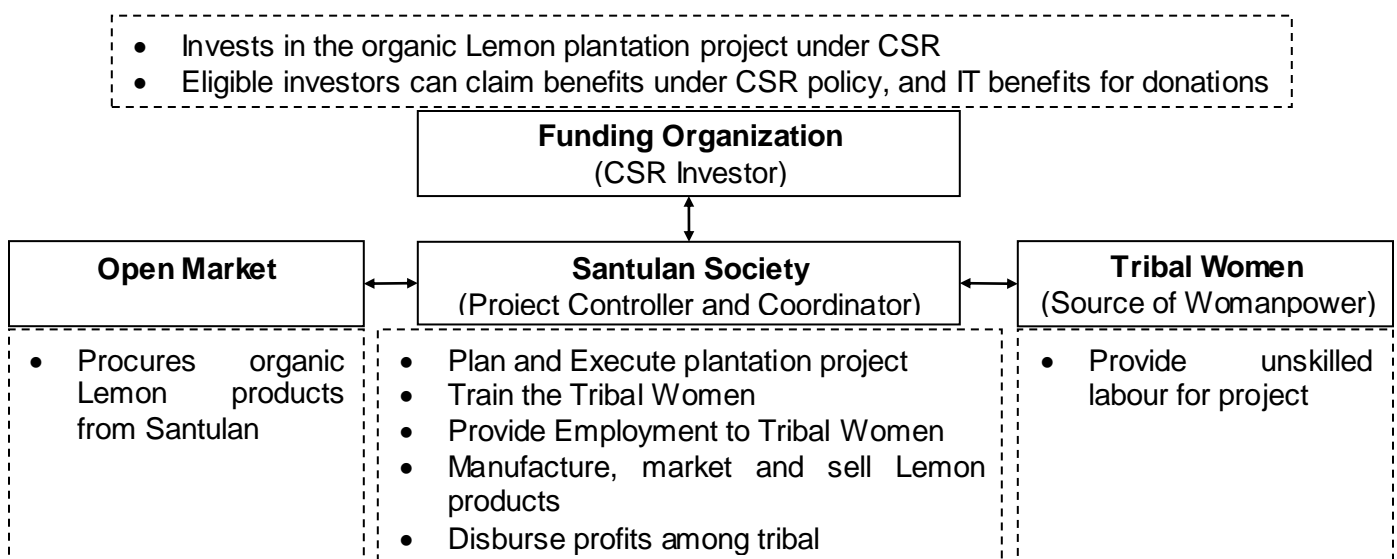 • Invests in the organic Lemon plantation project under CSR
• Eligible investors can claim benefits under CSR policy, and IT benefits for donations
Funding Organization
(CSR Investor)
Open Market
Santulan Society
(Project Controller and Coordinator)
Tribal Women
(Source of Womanpower)
• Procures organic
Lemon products
from Santulan
• Plan and Execute plantation project
• Train the Tribal Women
• Provide Employment to Tribal Women
• Manufacture, market and sell Lemon
products
• Disburse profits among tribal
• Provide unskilled
labour for project